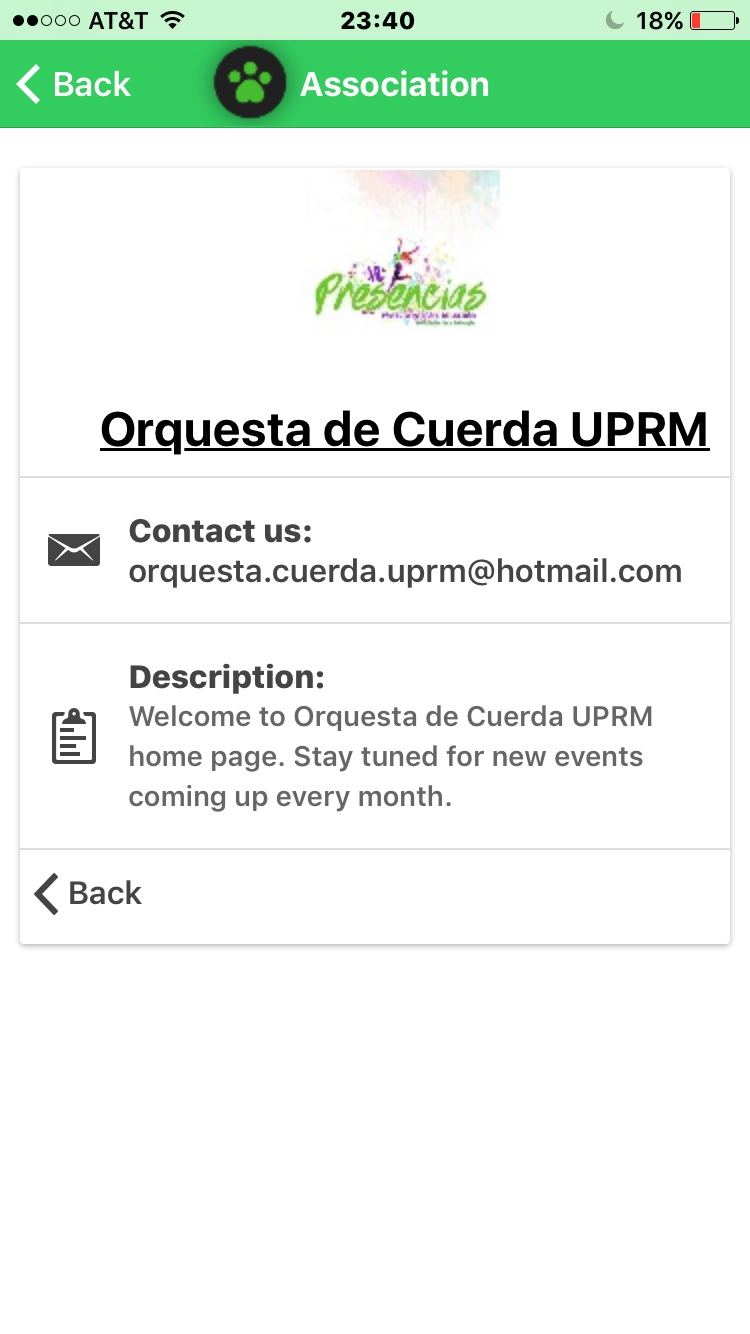 AT&T 23:40 18%
Back Association
Presencias
Orquesta de Cuerda UPRM
Contact us:
orquesta.cuerda.uprm@hotmail.com
Description:
Welcome to Orquesta de Cuerda UPRM
home page. Stay tuned for new events
coming up every month.
Back